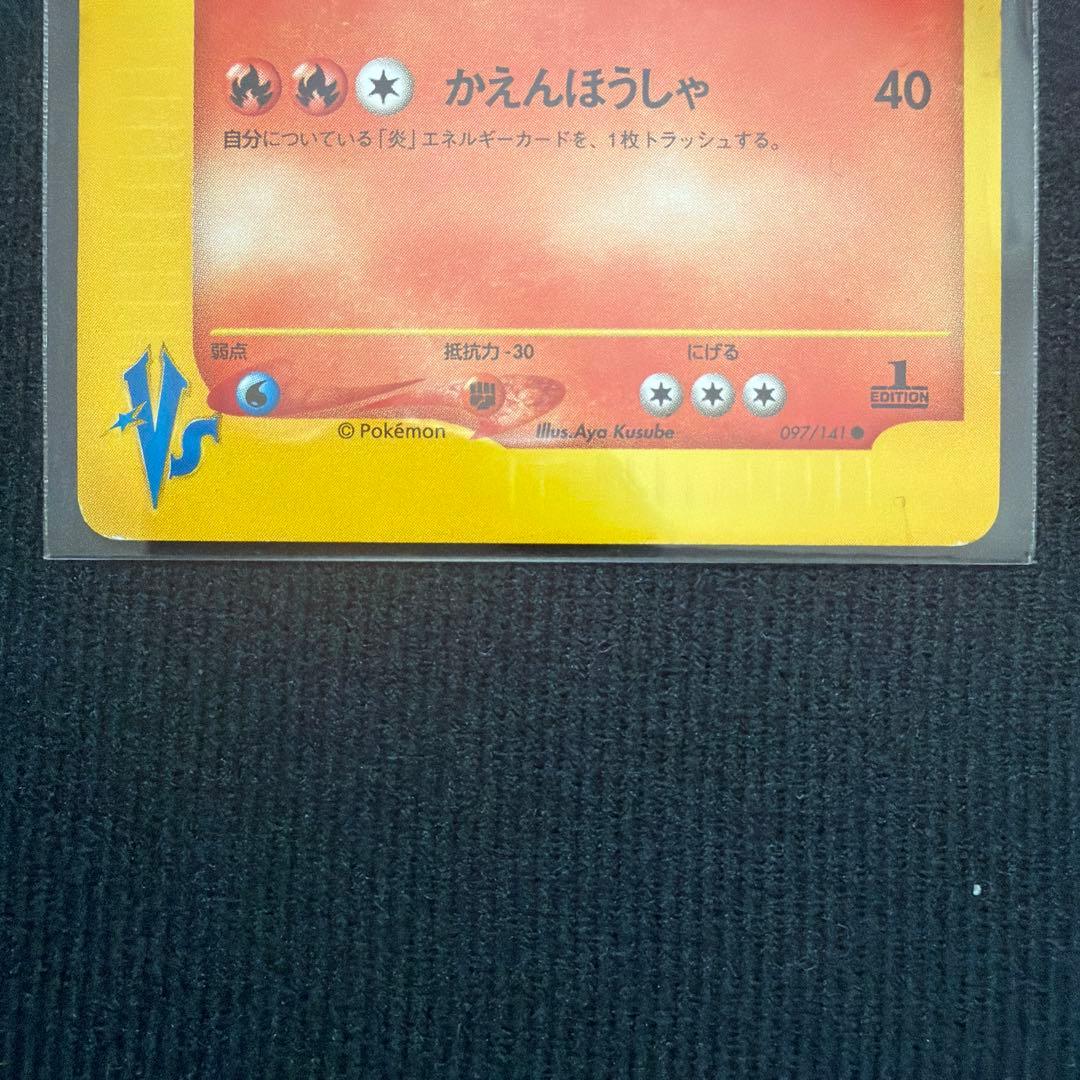 かえんほうしゃ 40
自分についている「炎」エネルギーカードを、1枚トラッシュする。
弱点 抵抗力-30 にげる
1 EDITION
VS
© Pokémon Illus.Aya Kusube 097/141●